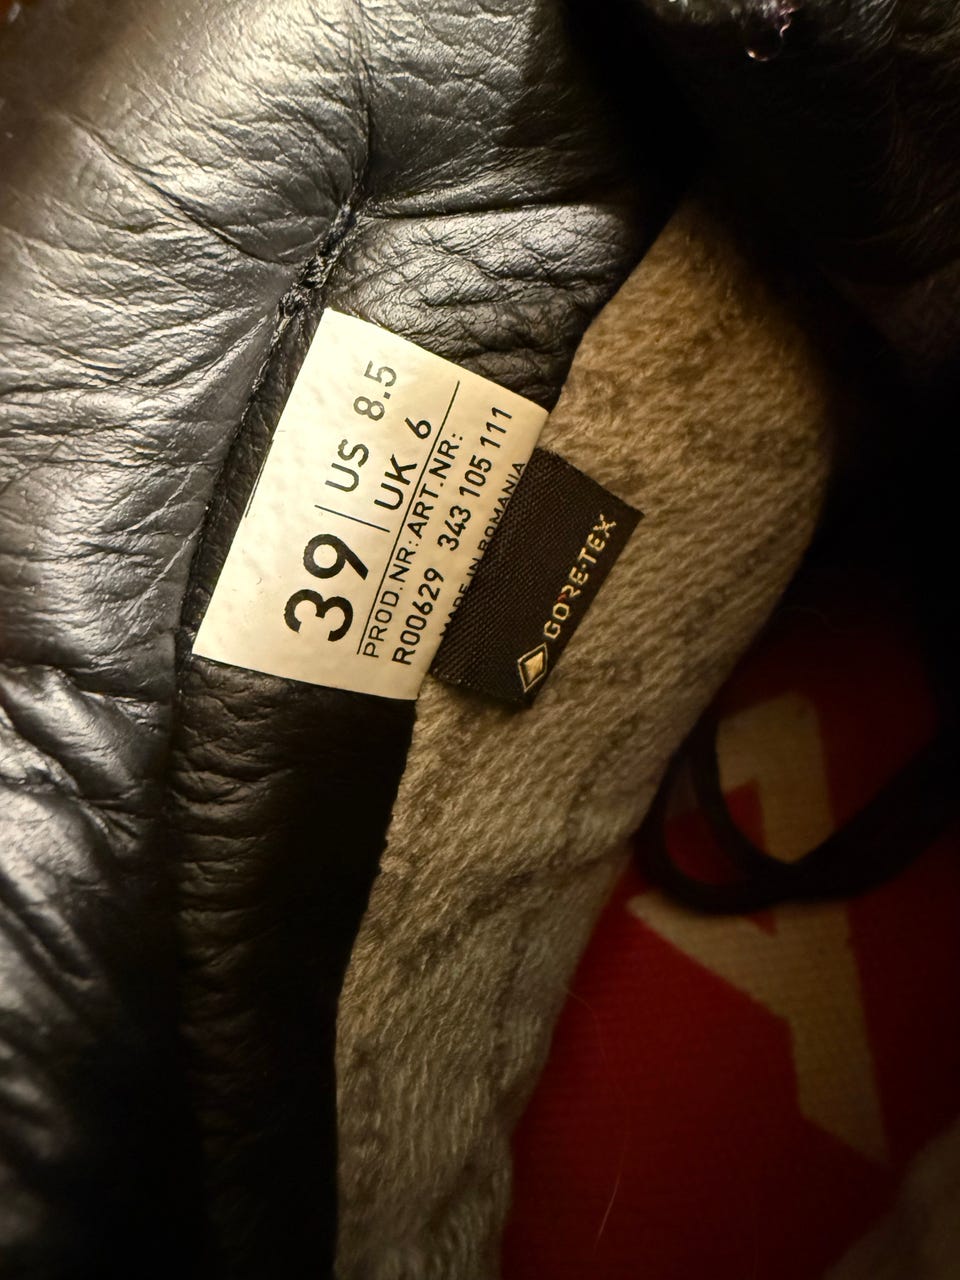 39
US 8.5
UK 6
PROD.NR: ART.NR:
R00629 343 105 111
MADE IN ROMANIA
GORE-TEX